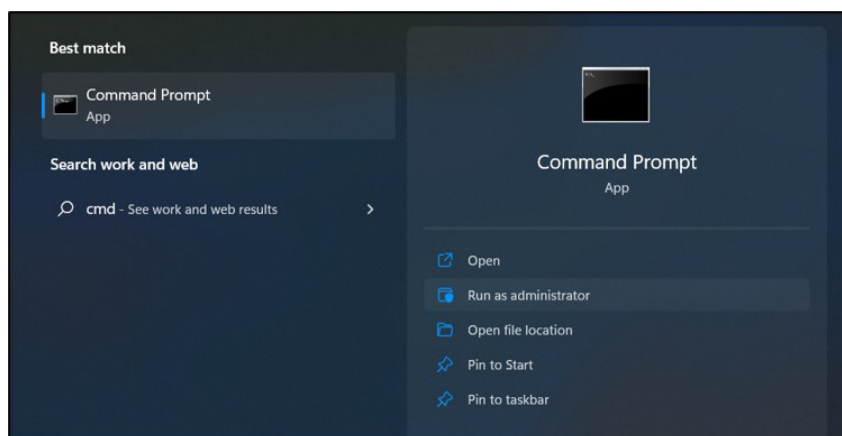 Best match
Command Prompt
App
Search work and web
cmd - See work and web results
Command Prompt
App
Open
Run as administrator
Open file location
Pin to Start
Pin to taskbar